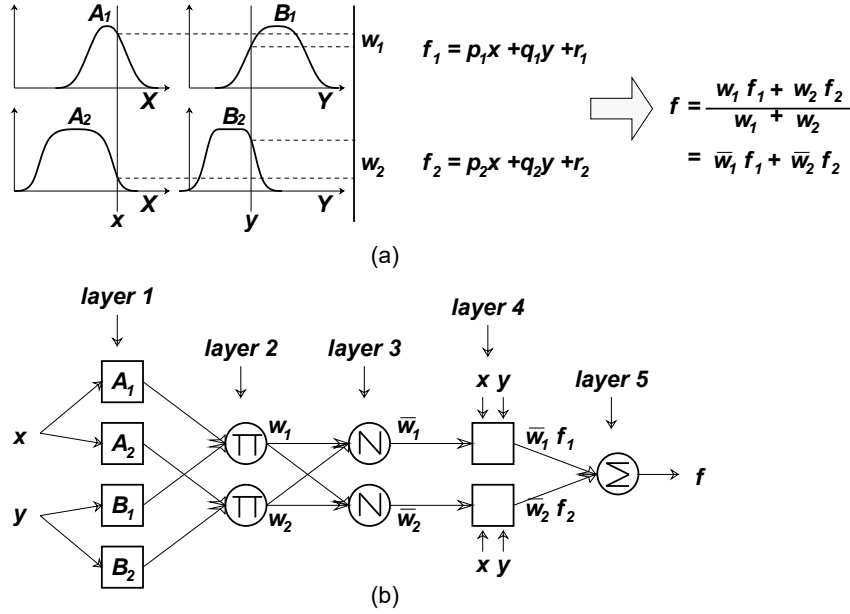 A₁
B₁
w₁
f₁ = p₁x +q₁y +r₁
X
Y
A₂
B₂
w₂
f₂ = p₂x +q₂y +r₂
X
Y
x
y
f = w₁ f₁ + w₂ f₂ / w₁ + w₂
= w̅₁ f₁ + w̅₂ f₂
(a)
layer 1
layer 2
layer 3
layer 4
layer 5
x
y
A₁
A₂
B₁
B₂
Π
Π
w₁
w₂
N
N
w̅₁
w̅₂
x y
x y
w̅₁ f₁
w̅₂ f₂
Σ
f
(b)